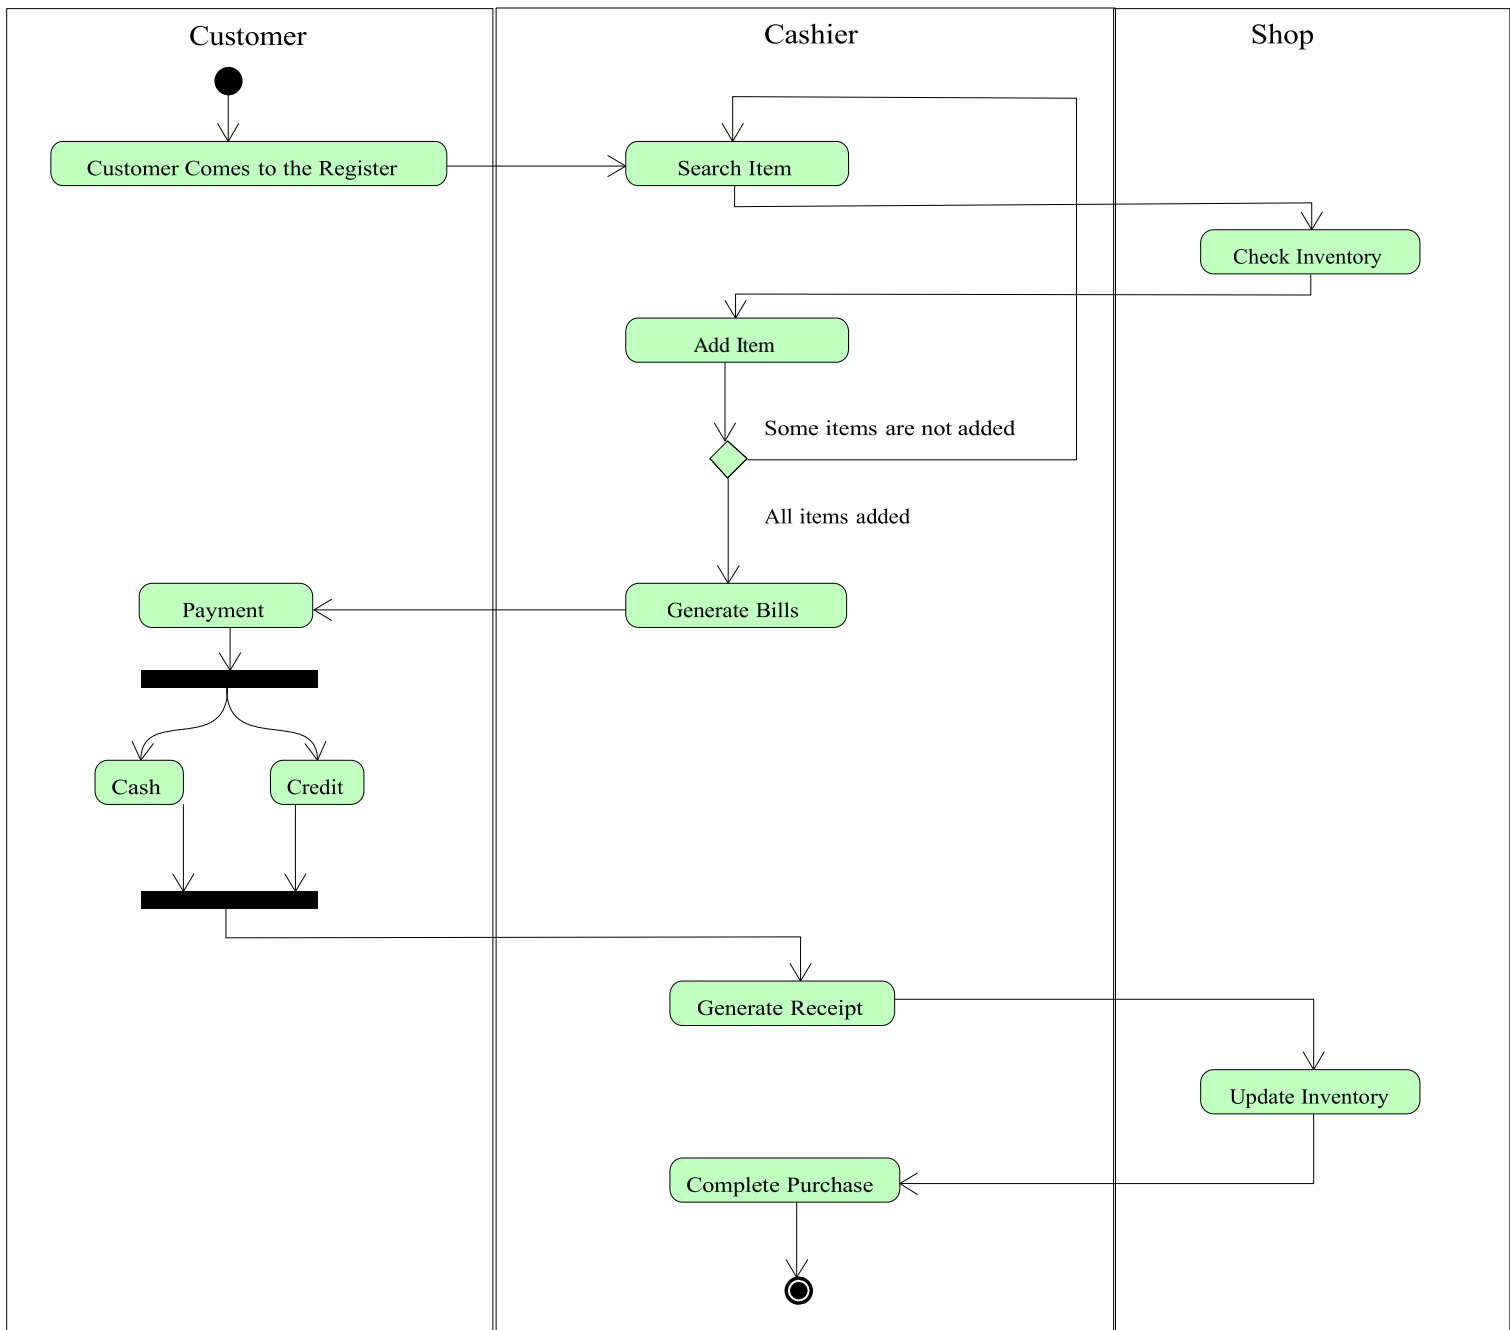 Customer
Cashier
Shop
Customer Comes to the Register
Search Item
Check Inventory
Add Item
Some items are not added
All items added
Payment
Generate Bills
Cash
Credit
Generate Receipt
Update Inventory
Complete Purchase